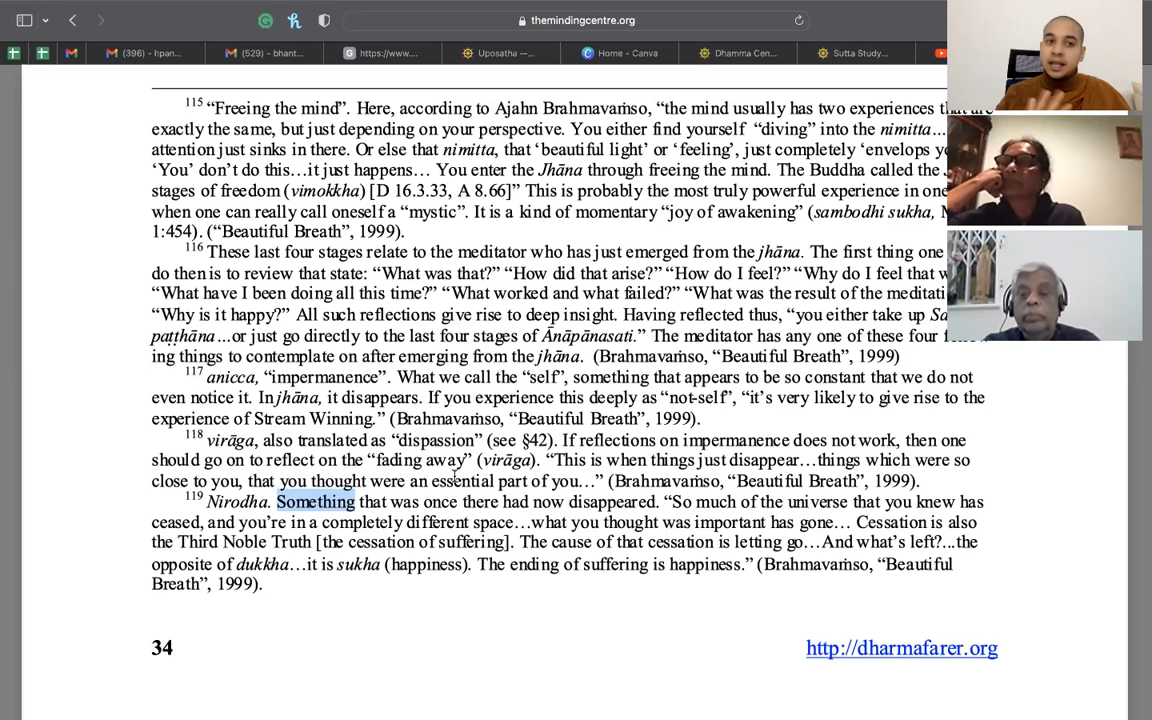 themindingcentre.org
(396) - hpan...
(529) - bhant...
https://www....
Uposatha —...
Home - Canva
Dhamma Cen...
Sutta Study...
115 “Freeing the mind”. Here, according to Ajahn Brahmavaṁso, “the mind usually has two experiences that are
exactly the same, but just depending on your perspective. You either find yourself “diving” into the nimitta…
attention just sinks in there. Or else that nimitta, that ‘beautiful light’ or ‘feeling’, just completely ‘envelops
‘You’ don’t do this…it just happens… You enter the Jhāna through freeing the mind. The Buddha called the
stages of freedom (vimokkha) [D 16.3.33, A 8.66]” This is probably the most truly powerful experience in one
when one can really call oneself a “mystic”. It is a kind of momentary “joy of awakening” (sambodhi sukha,
1:454). (“Beautiful Breath”, 1999).
116 These last four stages relate to the meditator who has just emerged from the jhāna. The first thing one
do then is to review that state: “What was that?” “How did that arise?” “How do I feel?” “Why do I feel that
“What have I been doing all this time?” “What worked and what failed?” “What was the result of the
“Why is it happy?” All such reflections give rise to deep insight. Having reflected thus, “you either take up
paṭṭhāna…or just go directly to the last four stages of Ānāpānasati.” The meditator has any one of these four
ing things to contemplate on after emerging from the jhāna. (Brahmavaṁso, “Beautiful Breath”, 1999)
117 anicca, “impermanence”. What we call the “self”, something that appears to be so constant that we do not
even notice it. In jhāna, it disappears. If you experience this deeply as “not-self”, “it’s very likely to give rise to the
experience of Stream Winning.” (Brahmavaṁso, “Beautiful Breath”, 1999).
118 virāga, also translated as “dispassion” (see §42). If reflections on impermanence does not work, then one
should go on to reflect on the “fading away” (virāga). “This is when things just disappear…things which were so
close to you, that you thought were an essential part of you…” (Brahmavaṁso, “Beautiful Breath”, 1999).
119 Nirodha. Something that was once there had now disappeared. “So much of the universe that you knew has
ceased, and you’re in a completely different space…what you thought was important has gone… Cessation is also
the Third Noble Truth [the cessation of suffering]. The cause of that cessation is letting go…And what’s left?...the
opposite of dukkha…it is sukha (happiness). The ending of suffering is happiness.” (Brahmavaṁso, “Beautiful
Breath”, 1999).
34
http://dharmafarer.org